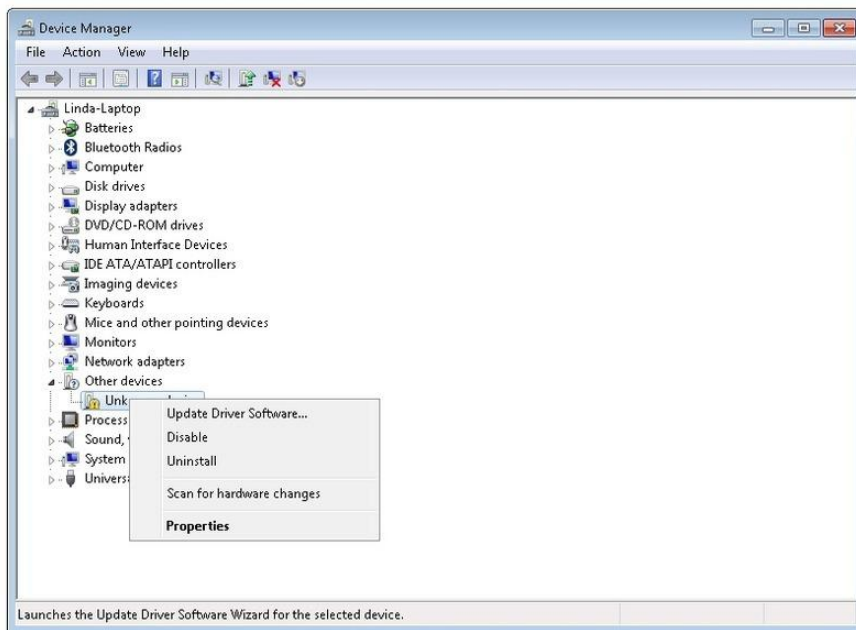 Device Manager
File Action View Help
Linda-Laptop
Batteries
Bluetooth Radios
Computer
Disk drives
Display adapters
DVD/CD-ROM drives
Human Interface Devices
IDE ATA/ATAPI controllers
Imaging devices
Keyboards
Mice and other pointing devices
Monitors
Network adapters
Other devices
Unk
Update Driver Software...
Process
Disable
Sound,
Uninstall
System
Univers
Scan for hardware changes
Properties
Launches the Update Driver Software Wizard for the selected device.